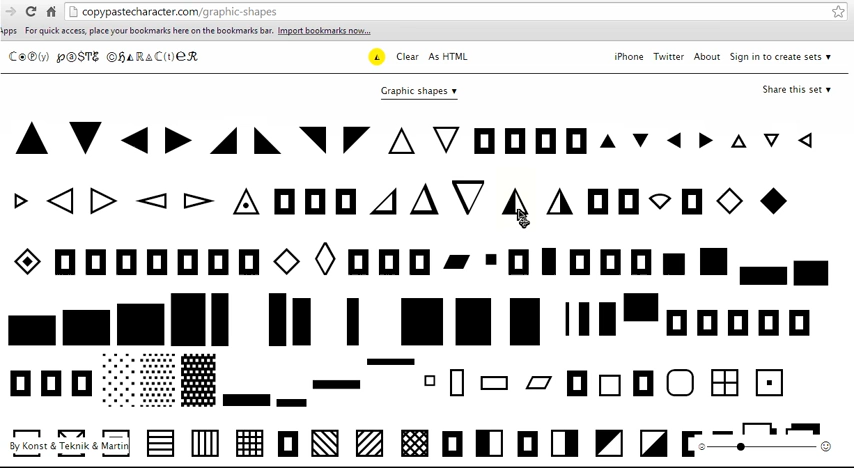 copypastecharacter.com/graphic-shapes
Apps For quick access, place your bookmarks here on the bookmarks bar. Import bookmarks now...
Clear As HTML iPhone Twitter About Sign in to create sets ▼
Graphic shapes ▼ Share this set ▼
By Konst & Teknik & Martin